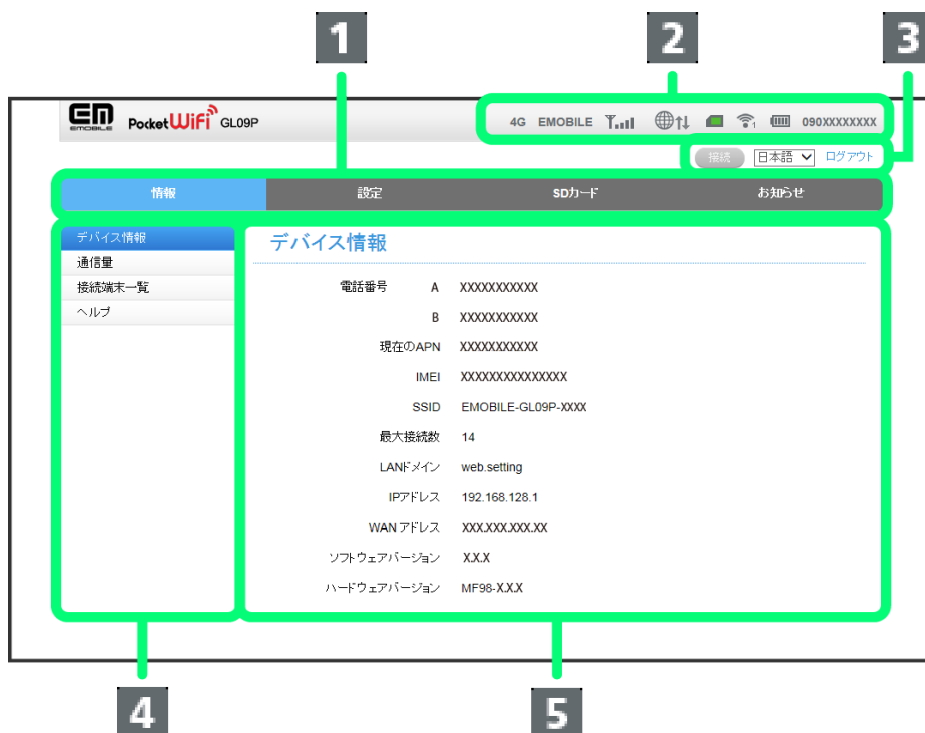 1 2 3
EM
EMOBILE PocketWiFi GL09P 4G EMOBILE 1 090XXXXXXXX
接続 日本語 ログアウト
情報 設定 SDカード お知らせ
デバイス情報
通信量
接続端末一覧
ヘルプ
デバイス情報
電話番号 A XXXXXXXXXXX
B XXXXXXXXXXX
現在のAPN XXXXXXXXXXX
IMEI XXXXXXXXXXXXXXX
SSID EMOBILE-GL09P-XXXX
最大接続数 14
LANドメイン web.setting
IPアドレス 192.168.128.1
WAN アドレス XXX.XXX.XXX.XX
ソフトウェアバージョン X.X.X
ハードウェアバージョン MF98-X.X.X
4 5